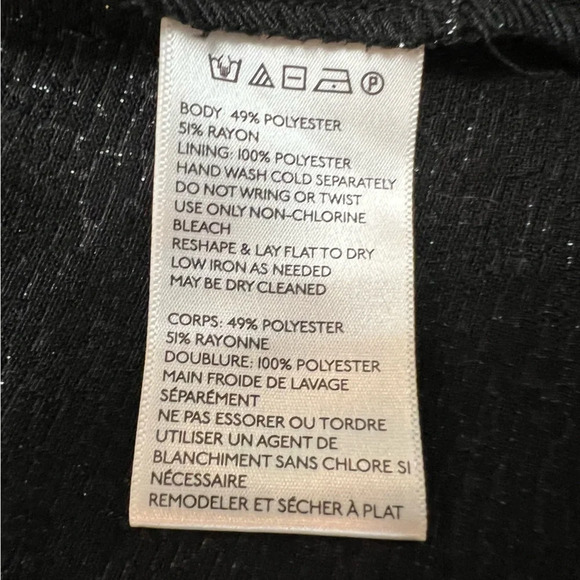 BODY 49% POLYESTER
51% RAYON
LINING: 100% POLYESTER
HAND WASH COLD SEPARATELY
DO NOT WRING OR TWIST
USE ONLY NON-CHLORINE
BLEACH
RESHAPE & LAY FLAT TO DRY
LOW IRON AS NEEDED
MAY BE DRY CLEANED
CORPS: 49% POLYESTER
51% RAYONNE
DOUBLURE: 100% POLYESTER
MAIN FROIDE DE LAVAGE
SÉPARÉMENT
NE PAS ESSORER OU TORDRE
UTILISER UN AGENT DE
BLANCHIMENT SANS CHLORE SI
NÉCESSAIRE
REMODELER ET SÉCHER À PLAT